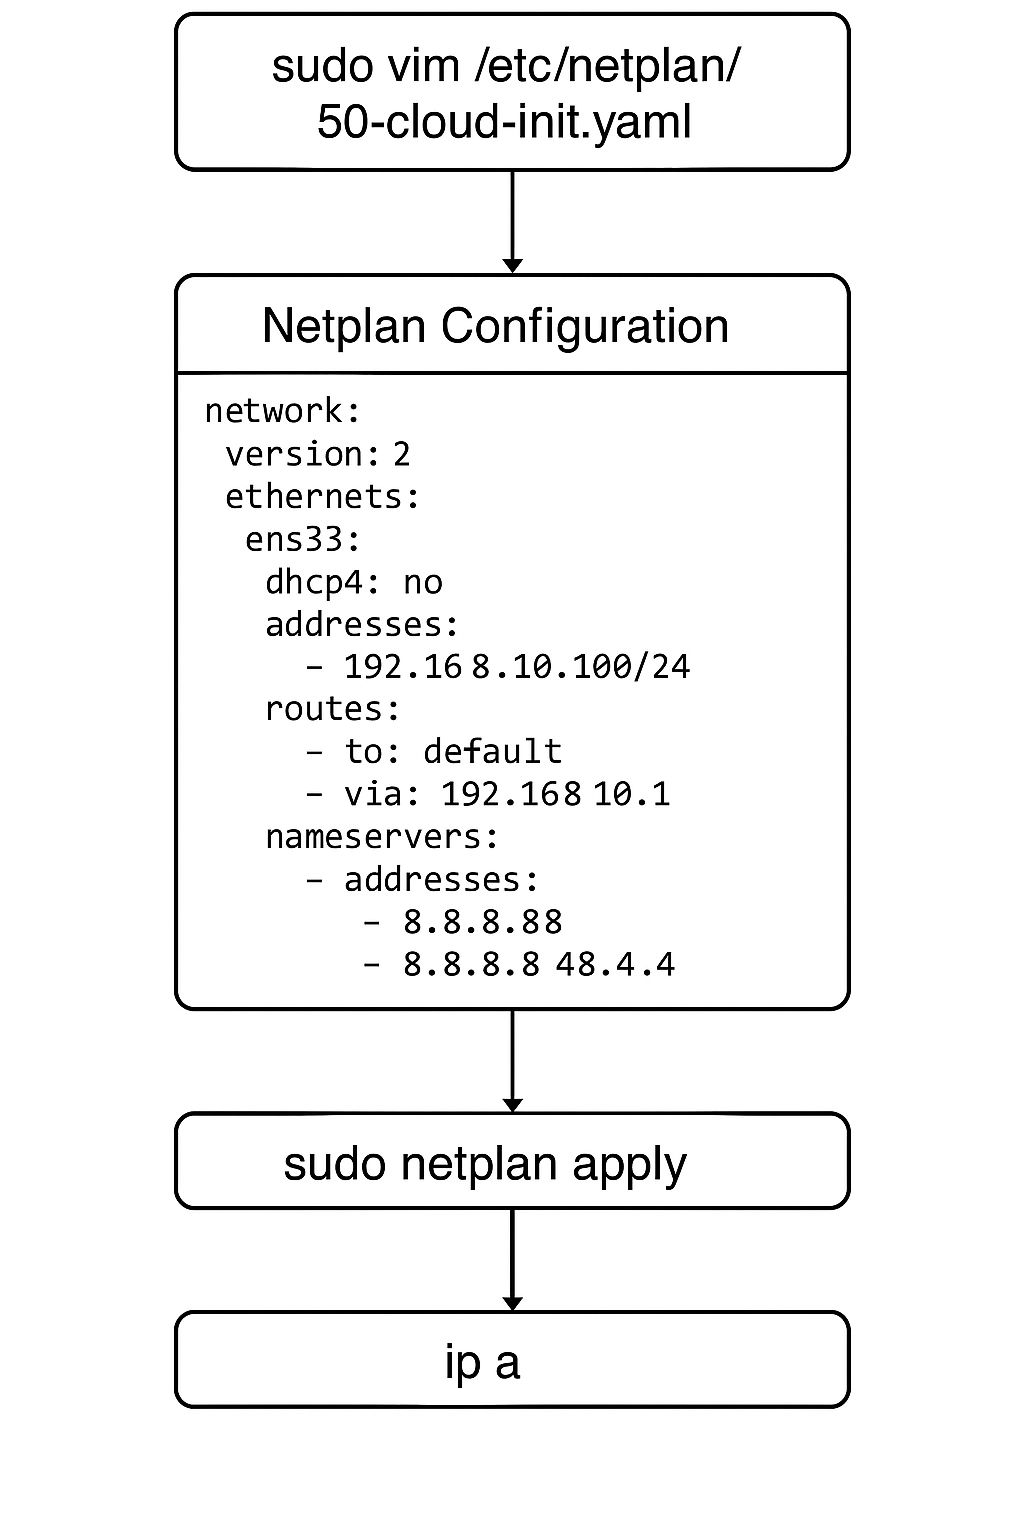 sudo vim /etc/netplan/
50-cloud-init.yaml
Netplan Configuration
network:
 version: 2
 ethernets:
  ens33:
   dhcp4: no
   addresses:
     – 192.16 8.10.100/24
   routes:
     – to: default
     – via: 192.168 10.1
   nameservers:
     – addresses:
        – 8.8.8.88
        – 8.8.8.8 48.4.4
sudo netplan apply
ip a